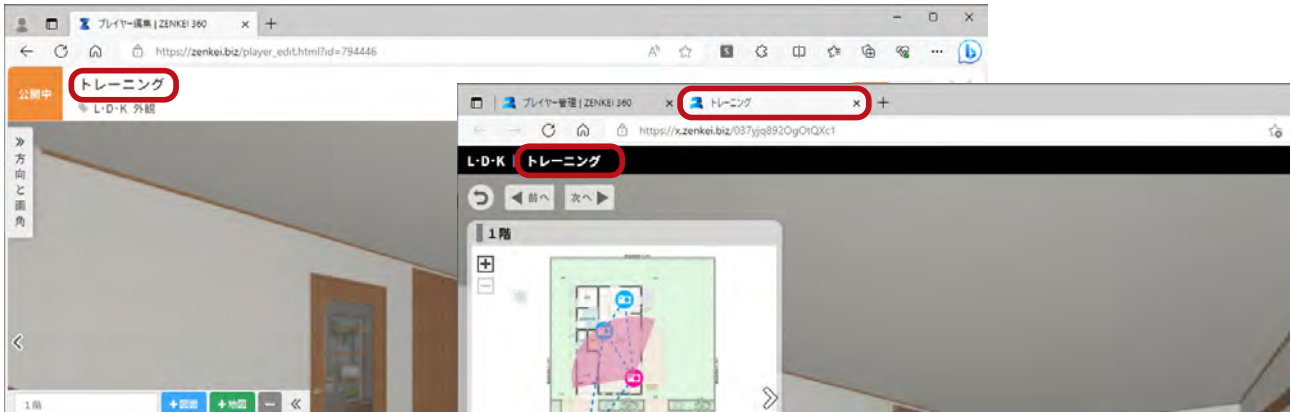 プレイヤー編集 | ZENKEI 360
https://zenkei.biz/player_edit.html?id=794446
公開中
トレーニング
L・D・K 外観
方向と画角
1階
+図面
+地図
プレイヤー管理 | ZENKEI 360
トレーニング
https://x.zenkei.biz/037yjq892OgOtQXc1
L・D・K | トレーニング
前へ
次へ
1階